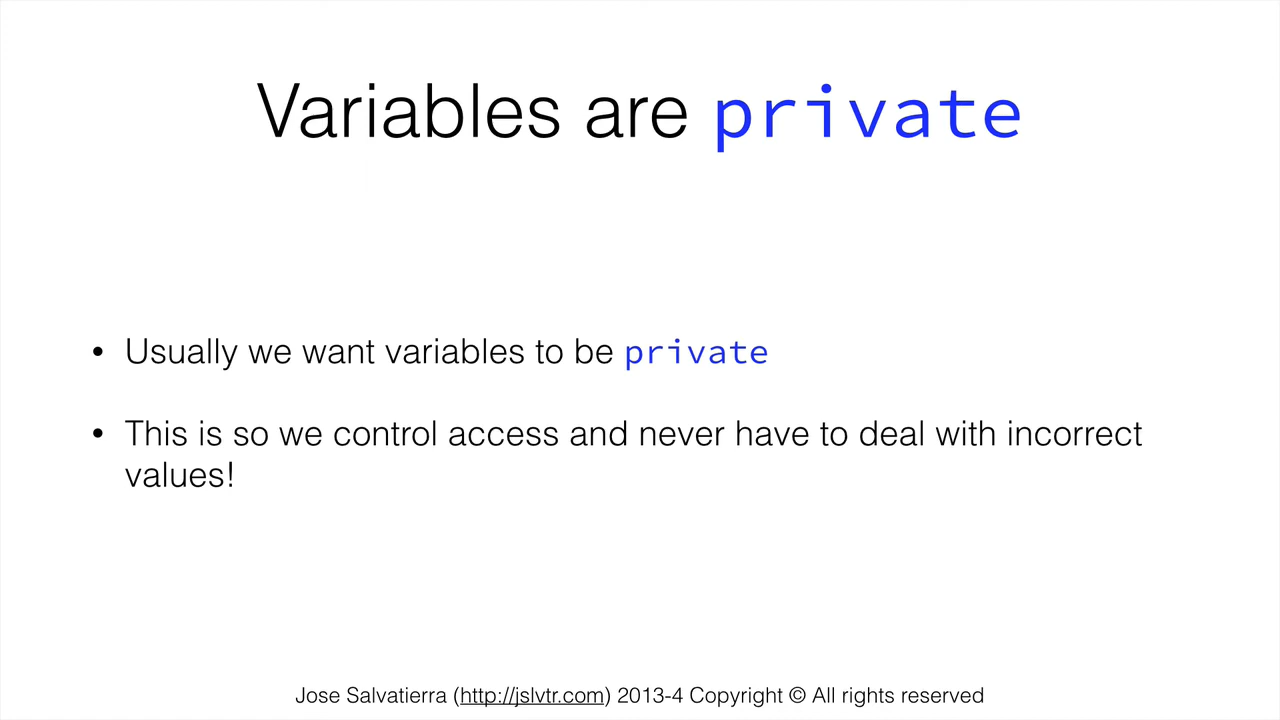 Variables are private
• Usually we want variables to be private
• This is so we control access and never have to deal with incorrect
values!
Jose Salvatierra (http://jslvtr.com) 2013-4 Copyright © All rights reserved